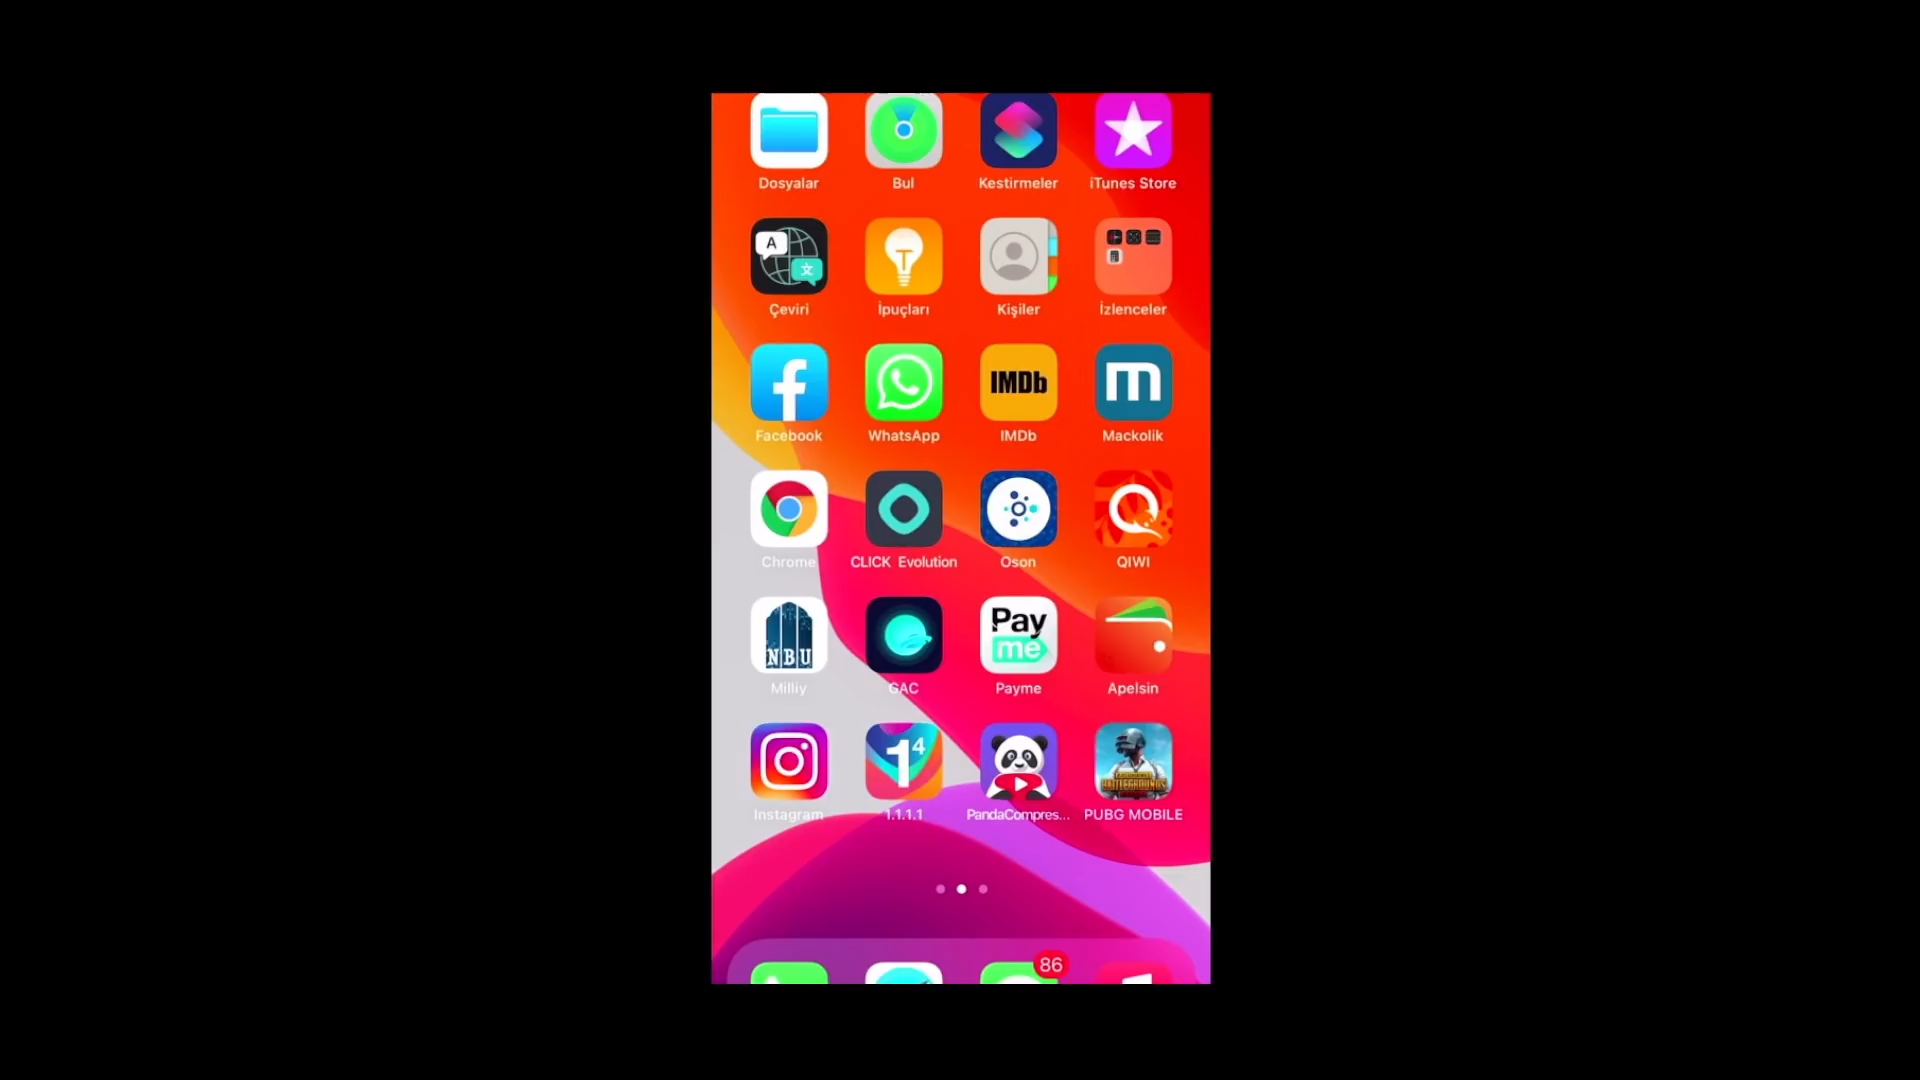 Dosyalar Bul Kestirmeler iTunes Store
A 文
Çeviri İpuçları Kişiler İzlenceler
IMDb m
Facebook WhatsApp IMDb Mackolik
Chrome CLICK Evolution Oson QIWI
NBU Pay me
Milliy GAC Payme Apelsin
1⁴ BATTLEGROUNDS
Instagram 1.1.1.1 PandaCompres... PUBG MOBILE
86